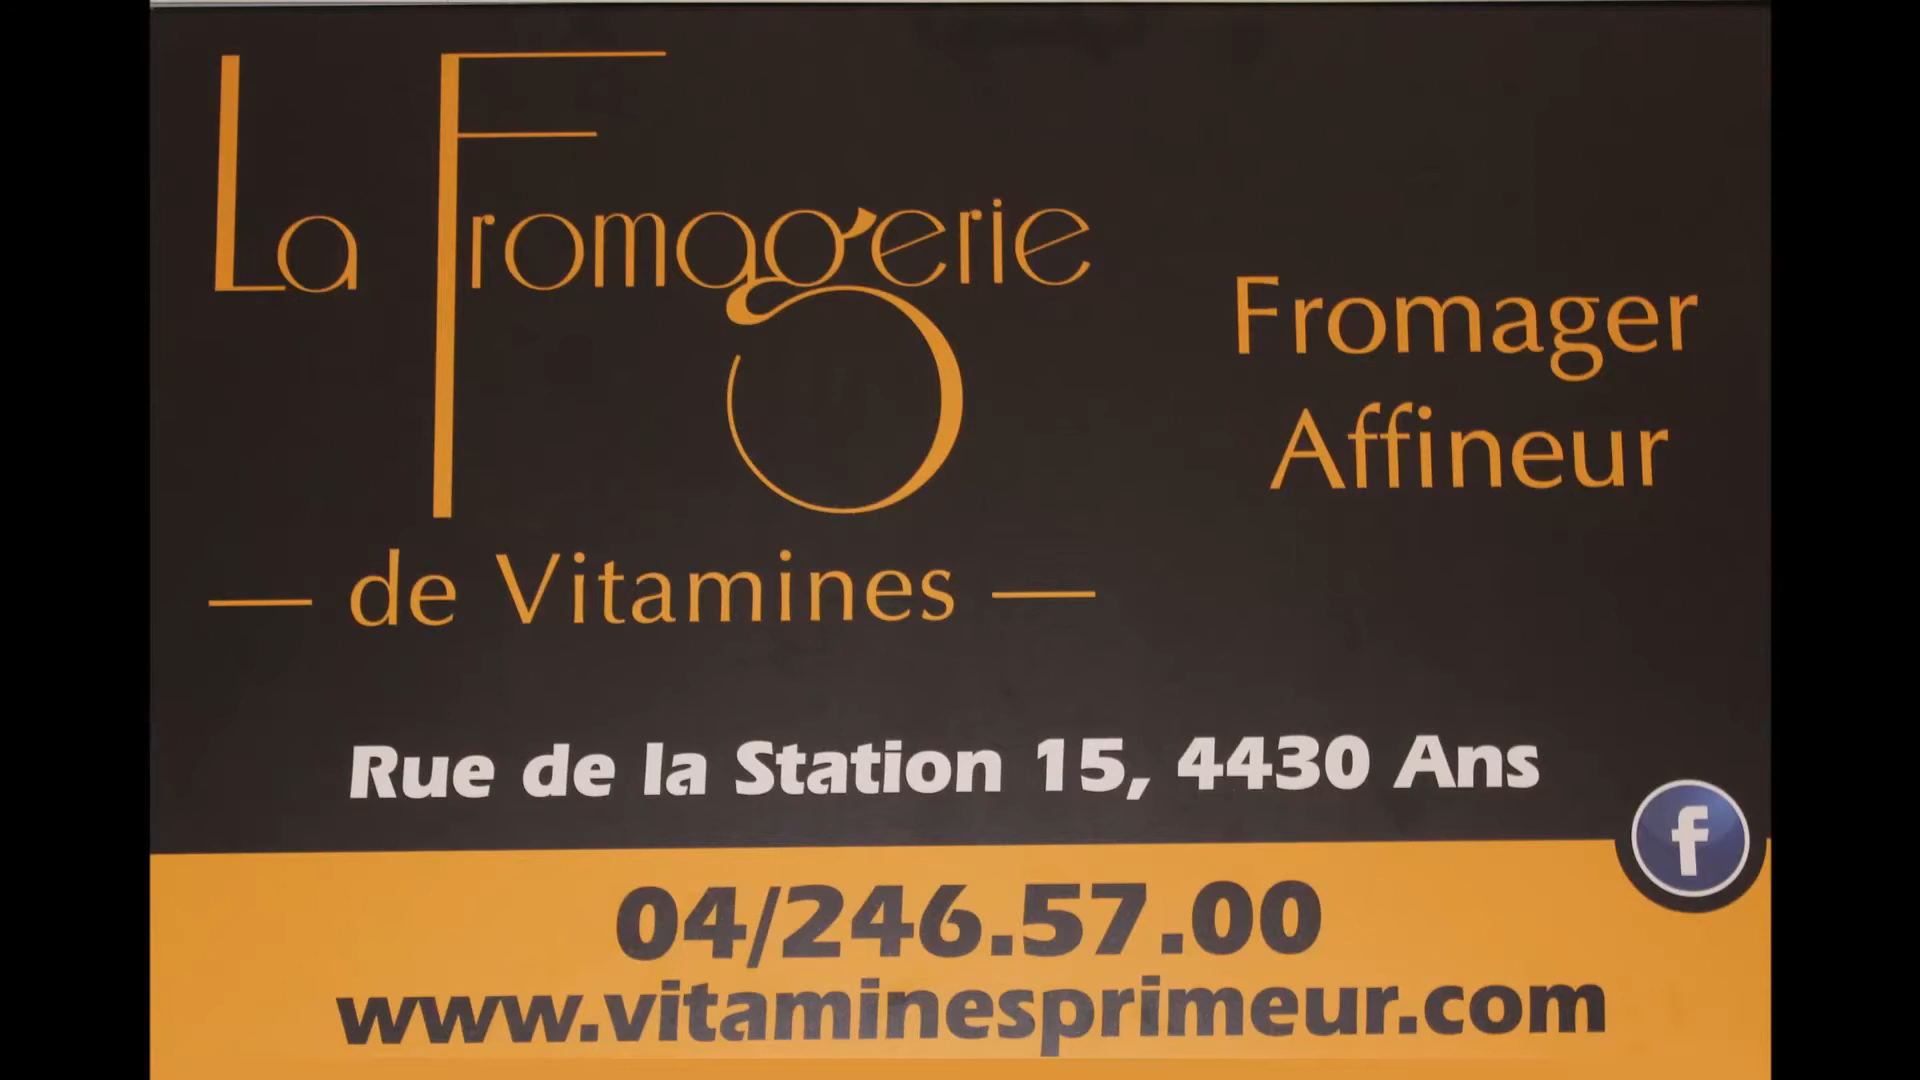 La Fromagerie
— de Vitamines —
Fromager
Affineur
Rue de la Station 15, 4430 Ans
f
04/246.57.00
www.vitaminesprimeur.com